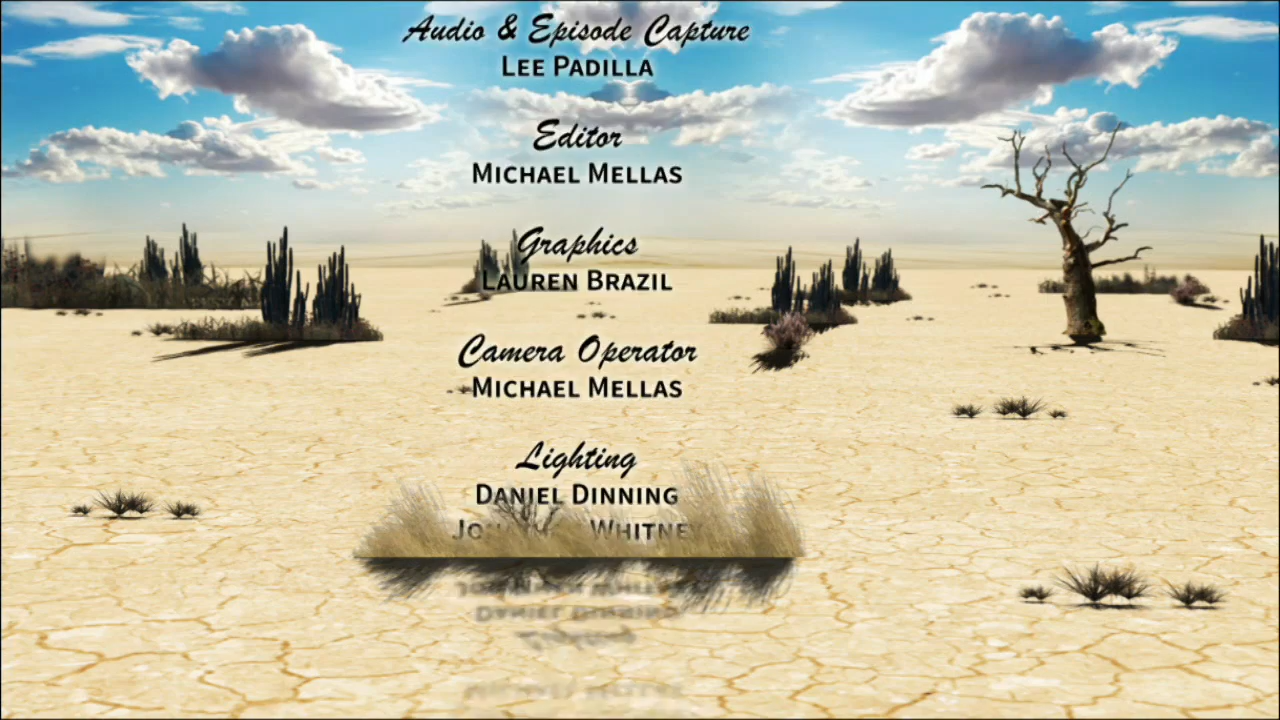 Audio & Episode Capture
Lee Padilla
Editor
Michael Mellas
Graphics
Lauren Brazil
Camera Operator
Michael Mellas
Lighting
Daniel Dinning
Whitney